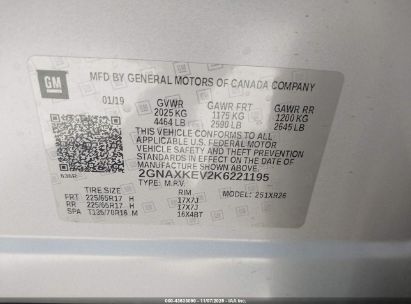 GM
MFD BY GENERAL MOTORS OF CANADA COMPANY
01/19 GVWR GAWR FRT GAWR RR
2025 KG 1175 KG 1200 KG
4464 LB 2590 LB 2645 LB
THIS VEHICLE CONFORMS TO ALL
APPLICABLE U.S. FEDERAL MOTOR
VEHICLE SAFETY AND THEFT PREVENTION
STANDARDS IN EFFECT ON THE DATE OF
MANUFACTURE SHOWN ABOVE.
2GNAXKEV2K6221195
TYPE: M.P.V. MODEL: 251XR26
TIRE SIZE RIM
FRT 225/65R17 H 17X7J
RR 225/65R17 H 17X7J
SPA T135/70R16 M 16X4BT